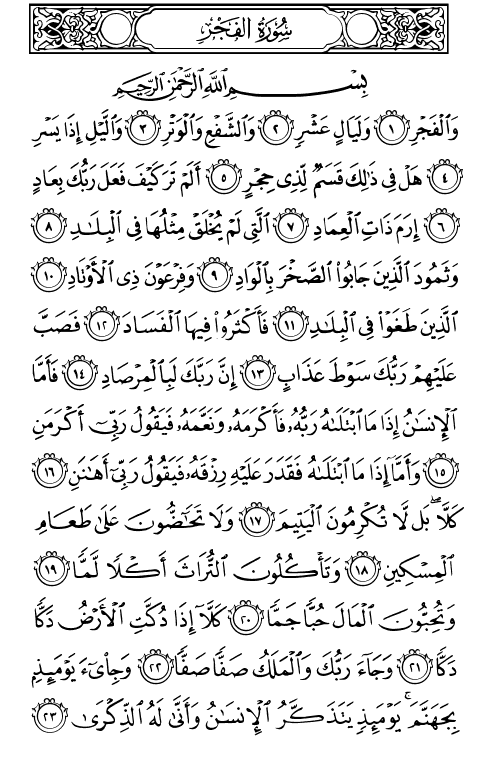 سُورَةُ الفَجْرِ
بِسْمِ ٱللَّهِ ٱلرَّحْمَٰنِ ٱلرَّحِيمِ
وَٱلْفَجْرِ ١ وَلَيَالٍ عَشْرٍ ٢ وَٱلشَّفْعِ وَٱلْوَتْرِ ٣ وَٱلَّيْلِ إِذَا يَسْرِ
٤ هَلْ فِى ذَٰلِكَ قَسَمٌ لِّذِى حِجْرٍ ٥ أَلَمْ تَرَ كَيْفَ فَعَلَ رَبُّكَ بِعَادٍ
٦ إِرَمَ ذَاتِ ٱلْعِمَادِ ٧ ٱلَّتِى لَمْ يُخْلَقْ مِثْلُهَا فِى ٱلْبِلَٰدِ ٨
وَثَمُودَ ٱلَّذِينَ جَابُوا۟ ٱلصَّخْرَ بِٱلْوَادِ ٩ وَفِرْعَوْنَ ذِى ٱلْأَوْتَادِ ١٠
ٱلَّذِينَ طَغَوْا۟ فِى ٱلْبِلَٰدِ ١١ فَأَكْثَرُوا۟ فِيهَا ٱلْفَسَادَ ١٢ فَصَبَّ
عَلَيْهِمْ رَبُّكَ سَوْطَ عَذَابٍ ١٣ إِنَّ رَبَّكَ لَبِٱلْمِرْصَادِ ١٤ فَأَمَّا
ٱلْإِنسَٰنُ إِذَا مَا ٱبْتَلَىٰهُ رَبُّهُۥ فَأَكْرَمَهُۥ وَنَعَّمَهُۥ فَيَقُولُ رَبِّىٓ أَكْرَمَنِ
١٥ وَأَمَّآ إِذَا مَا ٱبْتَلَىٰهُ فَقَدَرَ عَلَيْهِ رِزْقَهُۥ فَيَقُولُ رَبِّىٓ أَهَٰنَنِ ١٦
كَلَّا ۖ بَل لَّا تُكْرِمُونَ ٱلْيَتِيمَ ١٧ وَلَا تَحَٰٓضُّونَ عَلَىٰ طَعَامِ
ٱلْمِسْكِينِ ١٨ وَتَأْكُلُونَ ٱلتُّرَاثَ أَكْلًا لَّمًّا ١٩
وَتُحِبُّونَ ٱلْمَالَ حُبًّا جَمًّا ٢٠ كَلَّآ إِذَا دُكَّتِ ٱلْأَرْضُ دَكًّا
دَكًّا ٢١ وَجَآءَ رَبُّكَ وَٱلْمَلَكُ صَفًّا صَفًّا ٢٢ وَجِا۟ىٓءَ يَوْمَئِذٍۭ
بِجَهَنَّمَ ۚ يَوْمَئِذٍ يَتَذَكَّرُ ٱلْإِنسَٰنُ وَأَنَّىٰ لَهُ ٱلذِّكْرَىٰ ٢٣